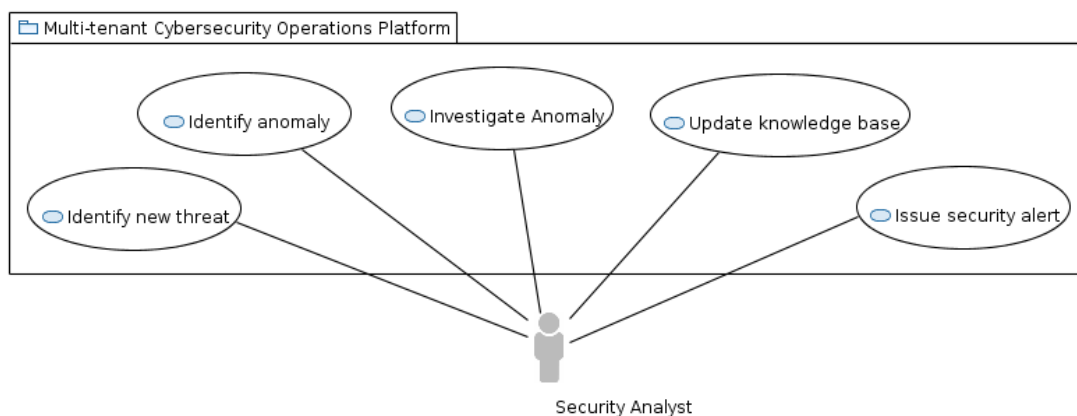 Multi-tenant Cybersecurity Operations Platform
Identify anomaly
Investigate Anomaly
Update knowledge base
Identify new threat
Issue security alert
Security Analyst